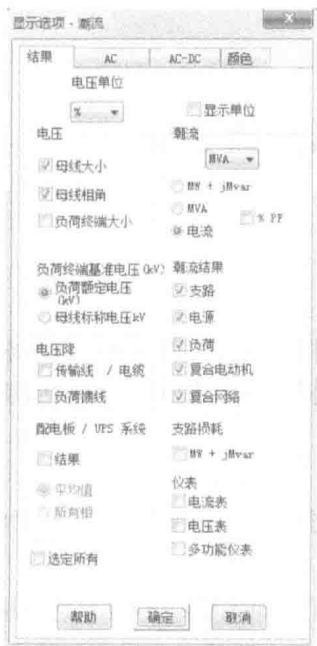 显示选项 - 潮流
结果 AC AC-DC 颜色
电压单位
% 显示单位
电压 潮流
母线大小 MVA
母线相角 MW + jMvar
负荷终端大小 MVA % PF
电流
负荷终端基准电压(kV) 潮流结果
负荷额定电压(kV) 支路
母线标称电压kV 电源
电压降 负荷
传输线 / 电缆 复合电动机
负荷馈线 复合网络
配电板 / UPS 系统 支路损耗
结果 MW + jMvar
平均值 仪表
所有相 电流表
电压表
选定所有 多功能仪表
帮助 确定 取消